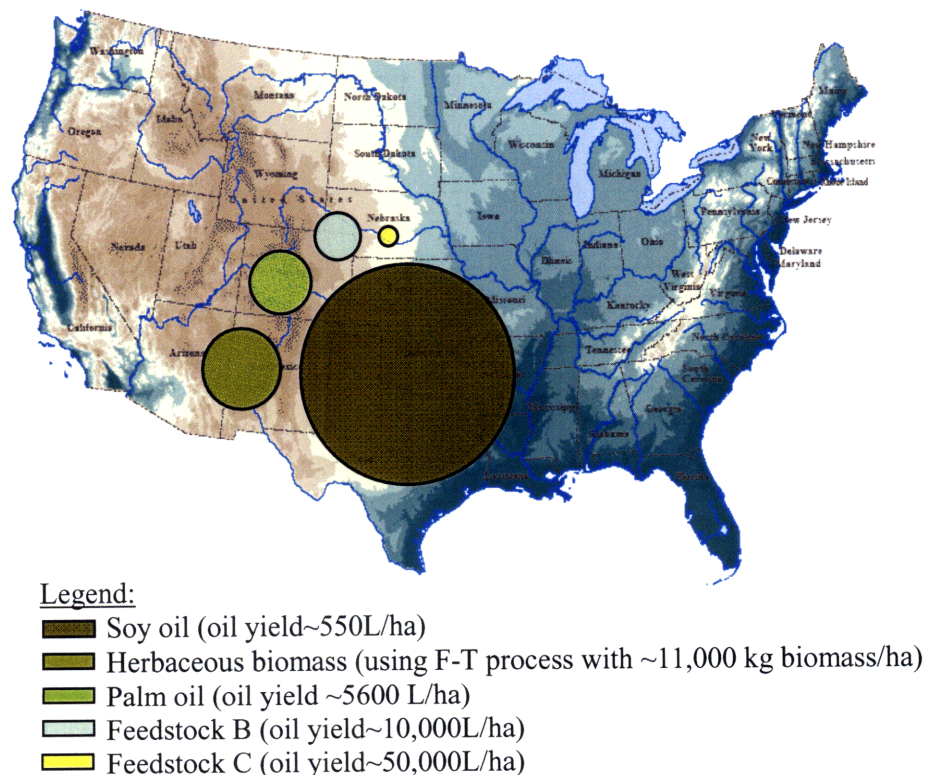 Washington
Montana
North Dakota
Minnesota
Maine
Oregon
Idaho
Wisconsin
Vermont
New York
New Hampshire
Massachusetts
South Dakota
Michigan
Wyoming
Rhode Island
United States
Iowa
Pennsylvania
Nebraska
New Jersey
Nevada
Utah
Illinois
Indiana
Ohio
Delaware
Maryland
West Virginia
Virginia
Missouri
Kentucky
California
Arizona
Tennessee
North Carolina
South Carolina
Mississippi
Alabama
Georgia
Legend:
Soy oil (oil yield~550L/ha)
Herbaceous biomass (using F-T process with ~11,000 kg biomass/ha)
Palm oil (oil yield ~5600 L/ha)
Feedstock B (oil yield~10,000L/ha)
Feedstock C (oil yield~50,000L/ha)